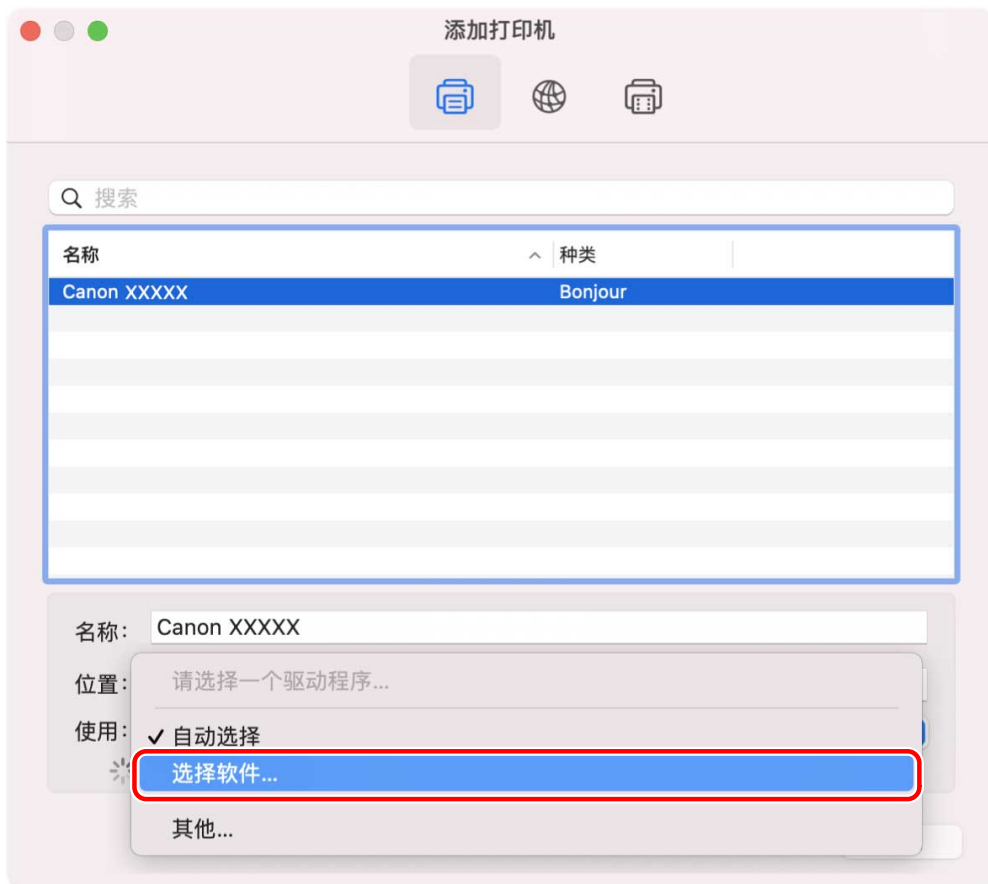 添加打印机
搜索
名称 种类
Canon XXXXX Bonjour
名称： Canon XXXXX
位置： 请选择一个驱动程序...
使用： ✓ 自动选择
选择软件...
其他...